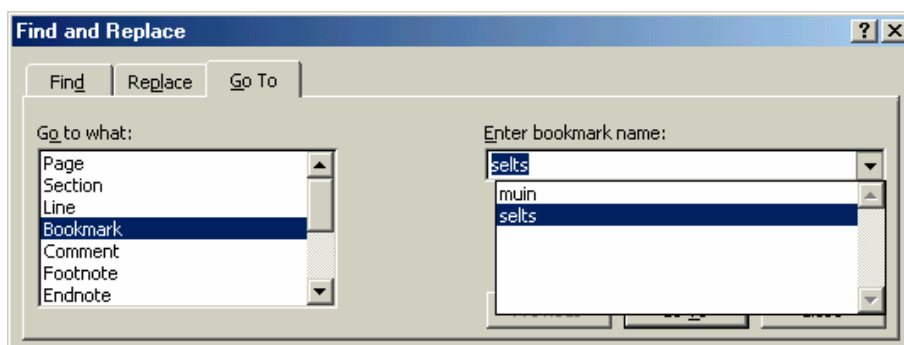 Find and Replace
Find
Replace
Go To
Go to what:
Page
Section
Line
Bookmark
Comment
Footnote
Endnote
Enter bookmark name:
selts
muin
selts